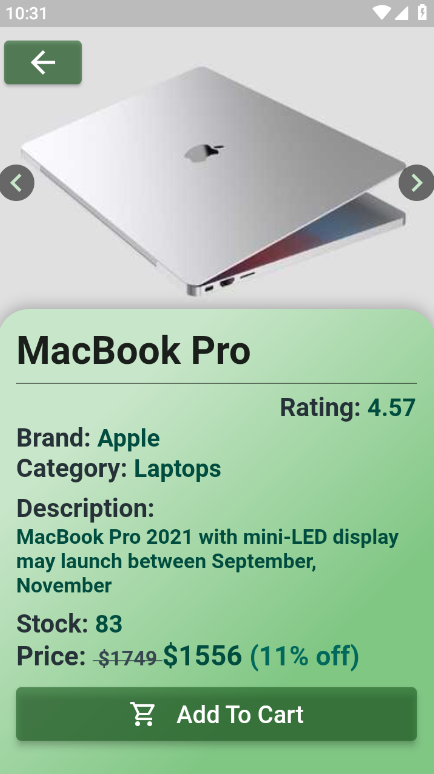 10:31
MacBook Pro
Rating: 4.57
Brand: Apple
Category: Laptops
Description:
MacBook Pro 2021 with mini-LED display
may launch between September,
November
Stock: 83
Price: $1749 $1556 (11% off)
Add To Cart